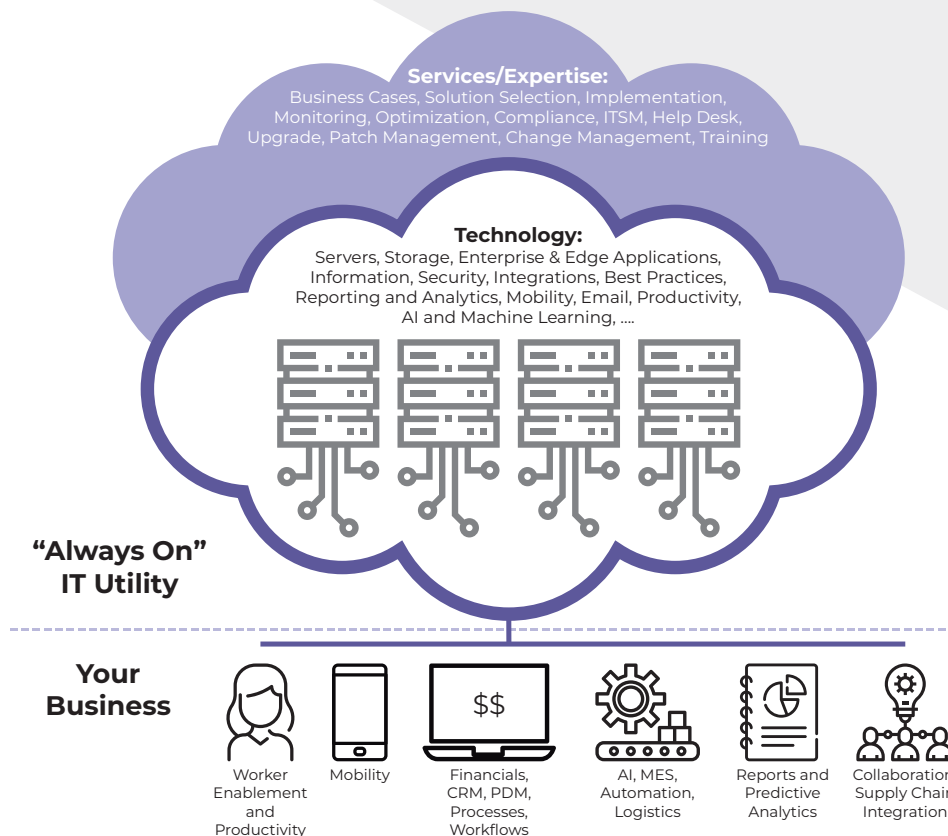 Services/Expertise:
Business Cases, Solution Selection, Implementation,
Monitoring, Optimization, Compliance, ITSM, Help Desk,
Upgrade, Patch Management, Change Management, Training
Technology:
Servers, Storage, Enterprise & Edge Applications,
Information, Security, Integrations, Best Practices,
Reporting and Analytics, Mobility, Email, Productivity,
AI and Machine Learning, ....
“Always On”
IT Utility
Your
Business
$$
Worker
Enablement
and
Productivity
Mobility
Financials,
CRM, PDM,
Processes,
Workflows
AI, MES,
Automation,
Logistics
Reports and
Predictive
Analytics
Collaboration
Supply Chain
Integration